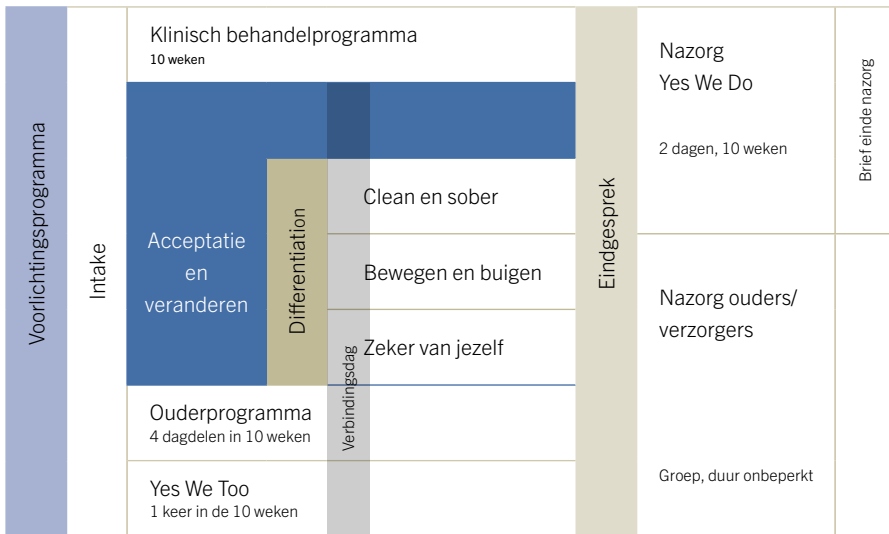 Voorlichtingsprogramma
Intake
Klinisch behandelprogramma
10 weken
Acceptatie
en
veranderen
Differentiation
Verbindingsdag
Clean en sober
Bewegen en buigen
Zeker van jezelf
Ouderprogramma
4 dagdelen in 10 weken
Yes We Too
1 keer in de 10 weken
Eindgesprek
Nazorg
Yes We Do
2 dagen, 10 weken
Brief einde nazorg
Nazorg ouders/
verzorgers
Groep, duur onbeperkt